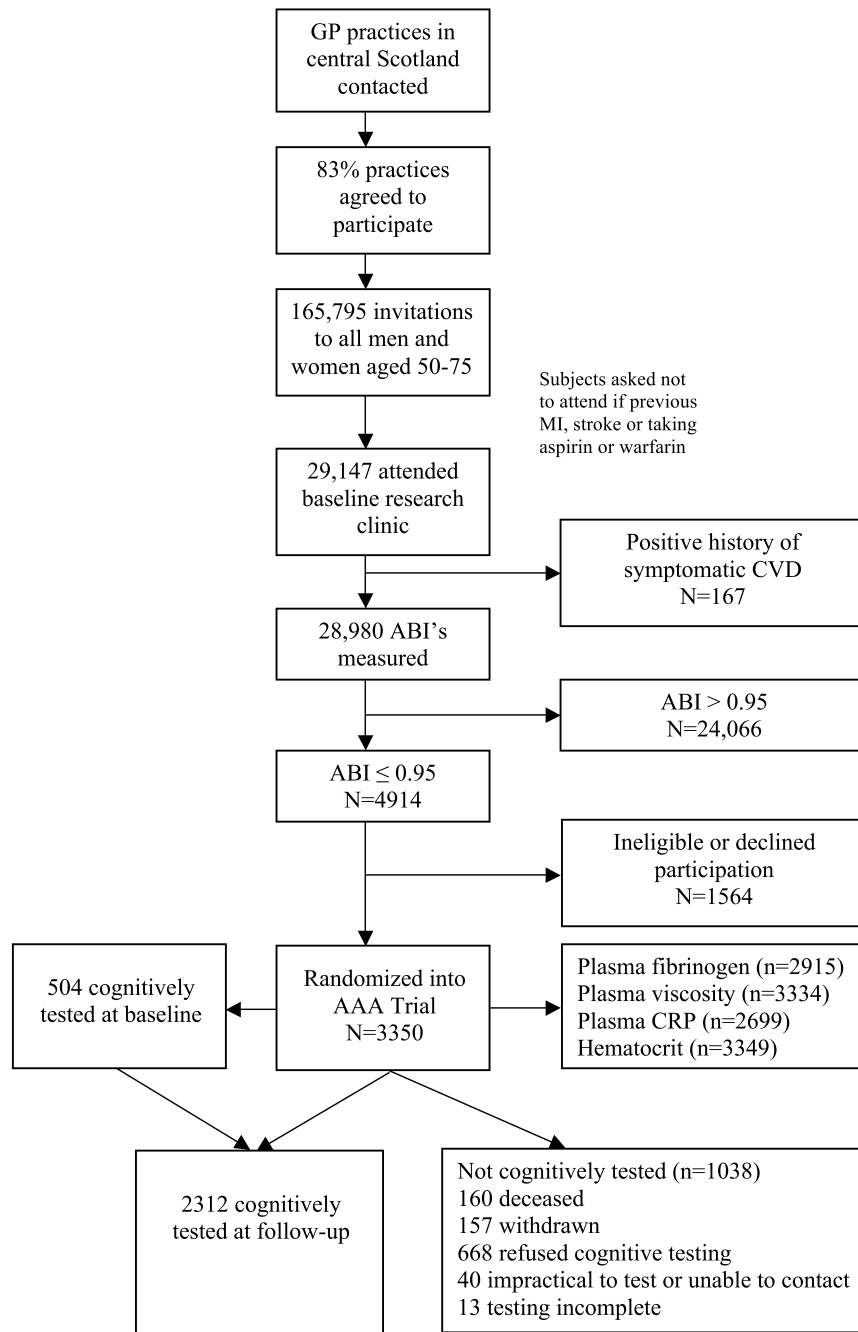 GP practices in
central Scotland
contacted
83% practices
agreed to
participate
165,795 invitations
to all men and
women aged 50-75
Subjects asked not
to attend if previous
MI, stroke or taking
aspirin or warfarin
29,147 attended
baseline research
clinic
Positive history of
symptomatic CVD
N=167
28,980 ABI’s
measured
ABI > 0.95
N=24,066
ABI ≤ 0.95
N=4914
Ineligible or declined
participation
N=1564
504 cognitively
tested at baseline
Randomized into
AAA Trial
N=3350
Plasma fibrinogen (n=2915)
Plasma viscosity (n=3334)
Plasma CRP (n=2699)
Hematocrit (n=3349)
2312 cognitively
tested at follow-up
Not cognitively tested (n=1038)
160 deceased
157 withdrawn
668 refused cognitive testing
40 impractical to test or unable to contact
13 testing incomplete